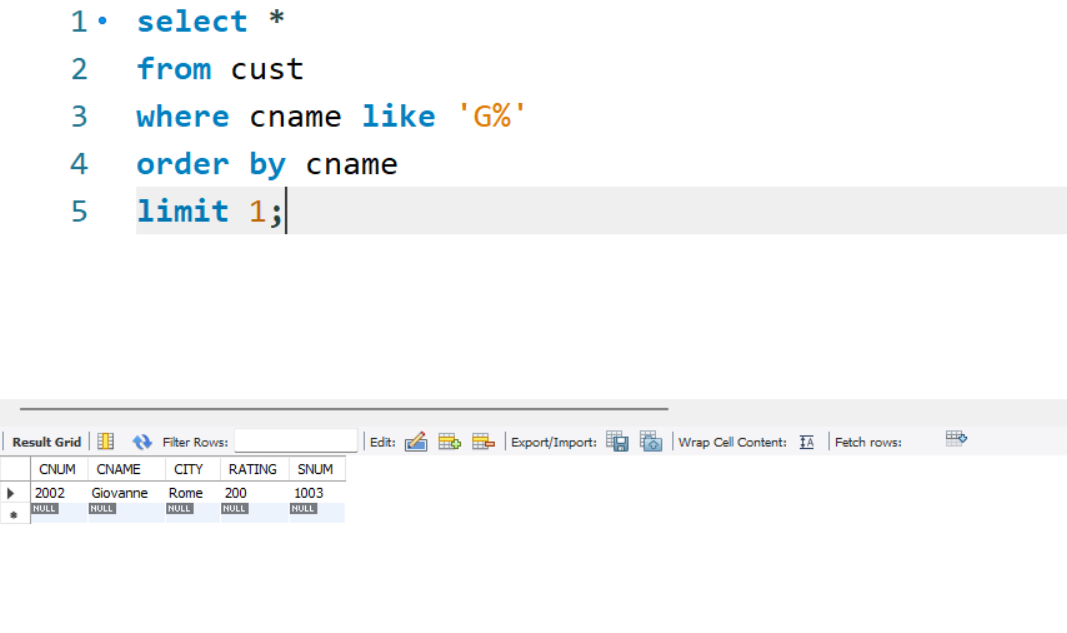 1 select *
2 from cust
3 where cname like 'G%'
4 order by cname
5 limit 1;
Result Grid Filter Rows: Edit: Export/Import: Wrap Cell Content: IA Fetch rows:
CNUM CNAME CITY RATING SNUM
2002 Giovanne Rome 200 1003
NULL NULL NULL NULL NULL